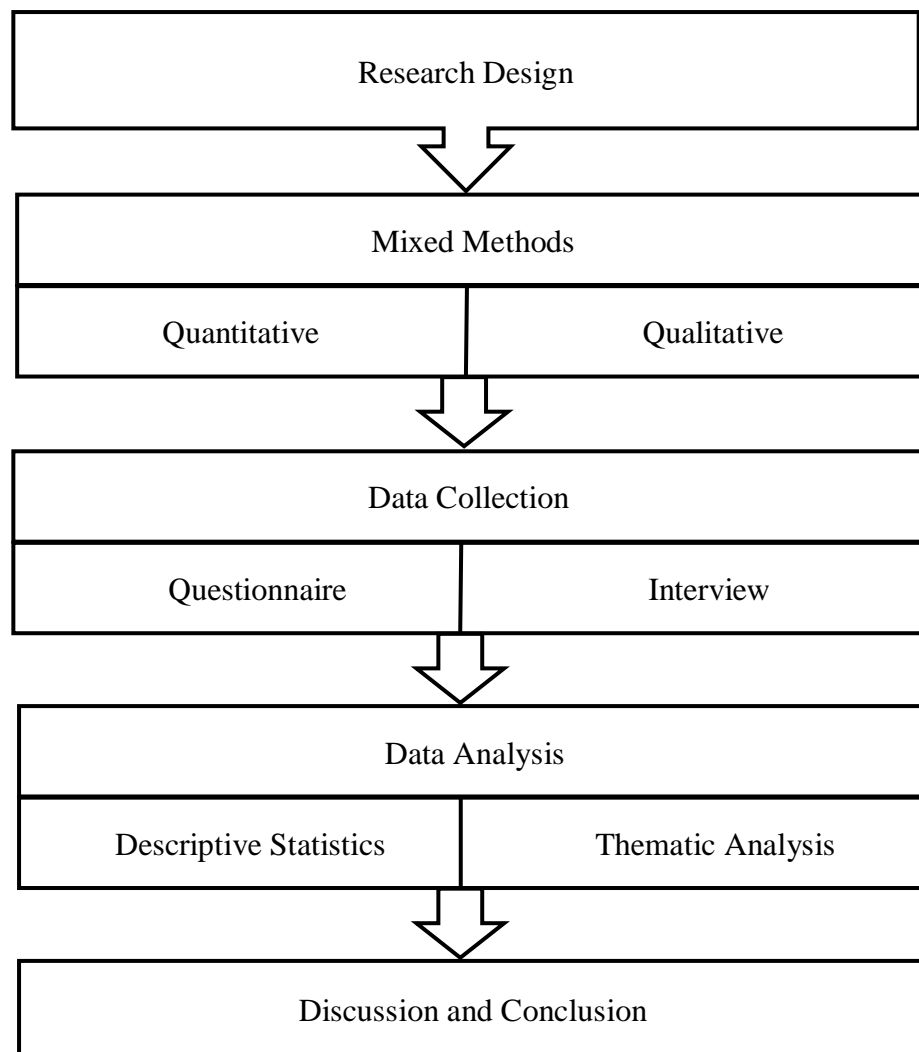 Research Design
Mixed Methods
Quantitative
Qualitative
Data Collection
Questionnaire
Interview
Data Analysis
Descriptive Statistics
Thematic Analysis
Discussion and Conclusion